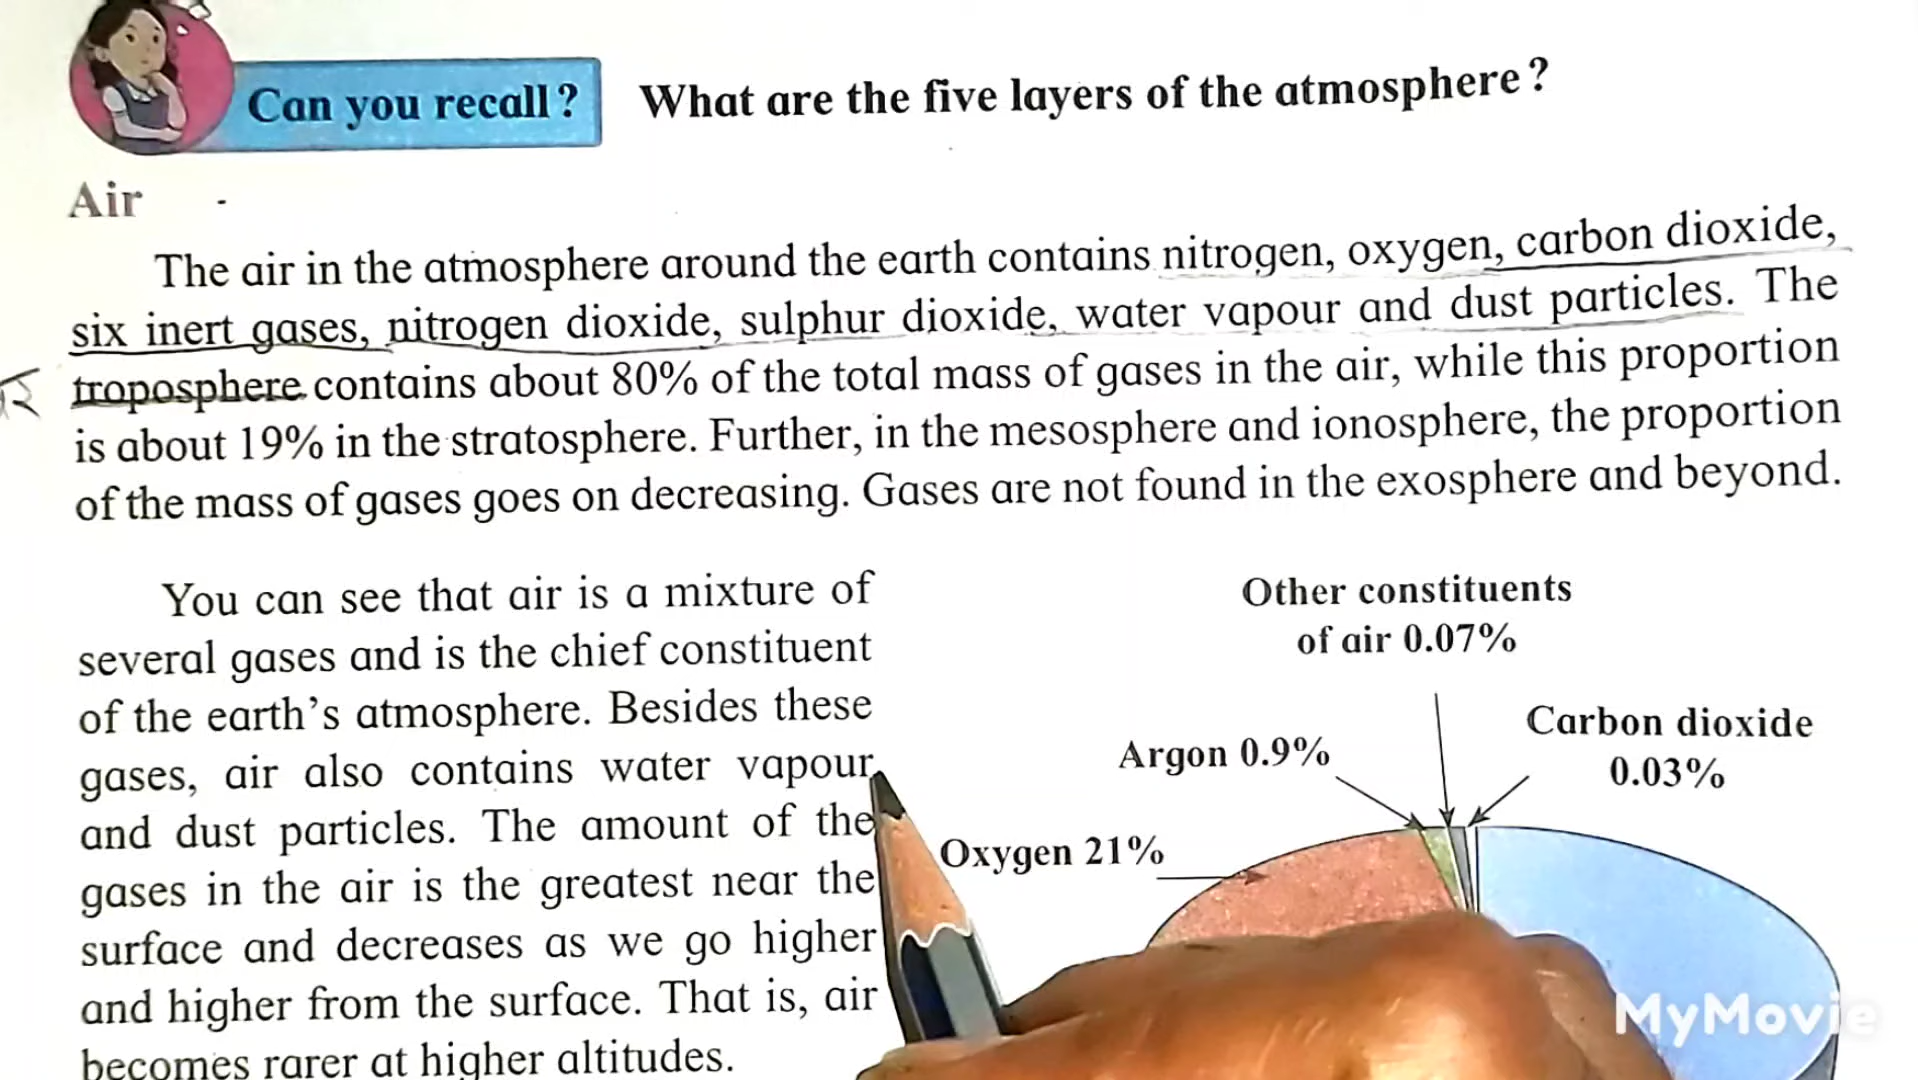 Can you recall?
What are the five layers of the atmosphere?
Air
The air in the atmosphere around the earth contains nitrogen, oxygen, carbon dioxide,
six inert gases, nitrogen dioxide, sulphur dioxide, water vapour and dust particles. The
troposphere contains about 80% of the total mass of gases in the air, while this proportion
is about 19% in the stratosphere. Further, in the mesosphere and ionosphere, the proportion
of the mass of gases goes on decreasing. Gases are not found in the exosphere and beyond.
You can see that air is a mixture of
several gases and is the chief constituent
of the earth's atmosphere. Besides these
gases, air also contains water vapour
and dust particles. The amount of the
gases in the air is the greatest near the
surface and decreases as we go higher
and higher from the surface. That is, air
becomes rarer at higher altitudes.
Other constituents
of air 0.07%
Carbon dioxide
0.03%
Argon 0.9%
Oxygen 21%
MyMovie